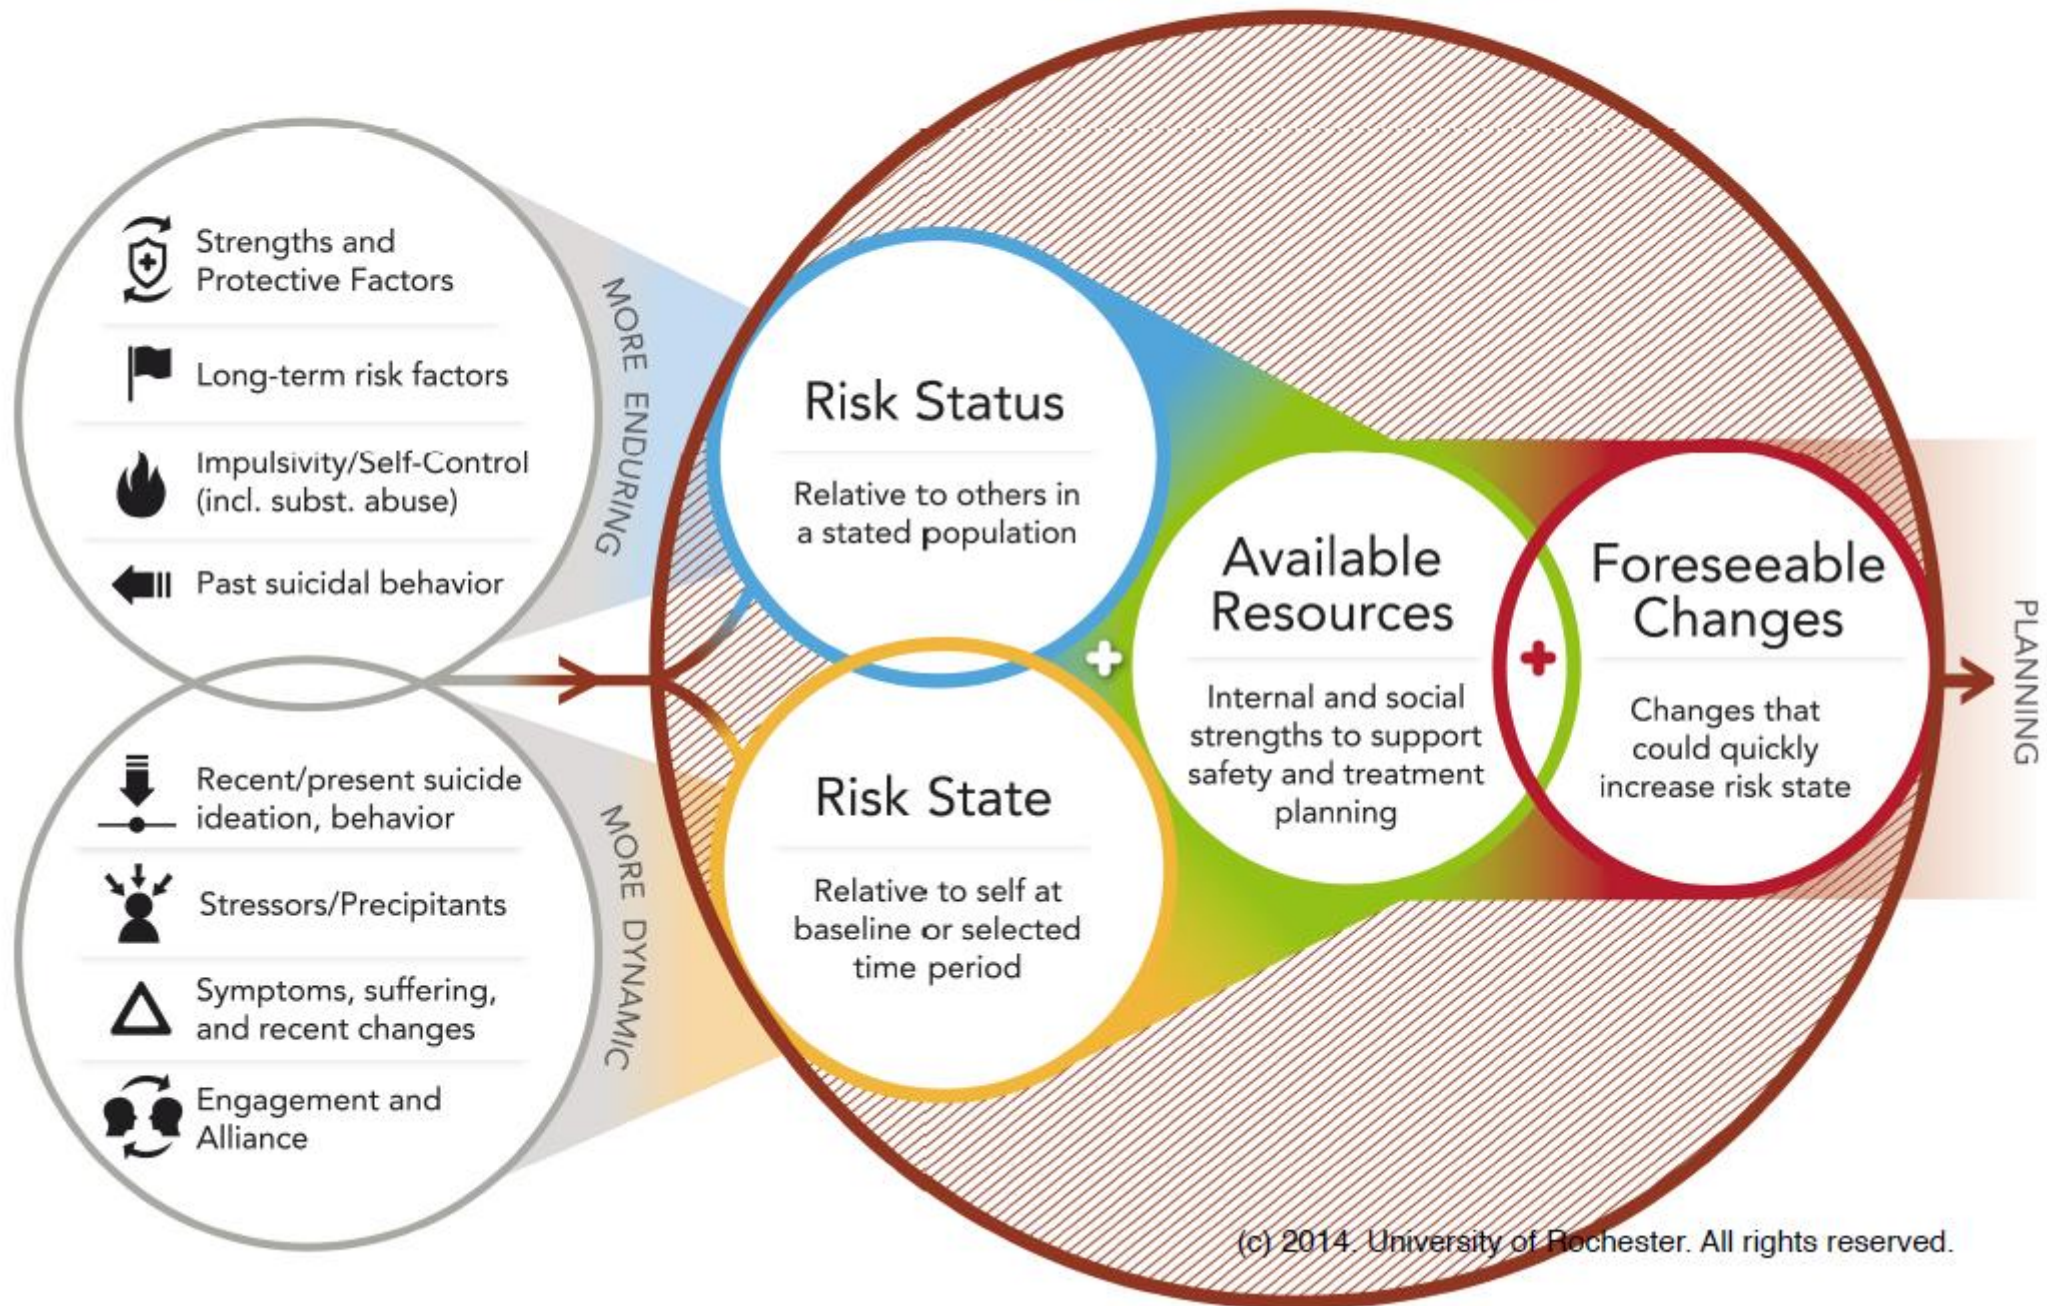 Strengths and
Protective Factors
Long-term risk factors
Impulsivity/Self-Control
(incl. subst. abuse)
Past suicidal behavior
MORE ENDURING
Recent/present suicide
ideation, behavior
Stressors/Precipitants
Symptoms, suffering,
and recent changes
Engagement and
Alliance
MORE DYNAMIC
Risk Status
Relative to others in
a stated population
Risk State
Relative to self at
baseline or selected
time period
Available
Resources
Internal and social
strengths to support
safety and treatment
planning
Foreseeable
Changes
Changes that
could quickly
increase risk state
PLANNING
(c) 2014. University of Rochester. All rights reserved.